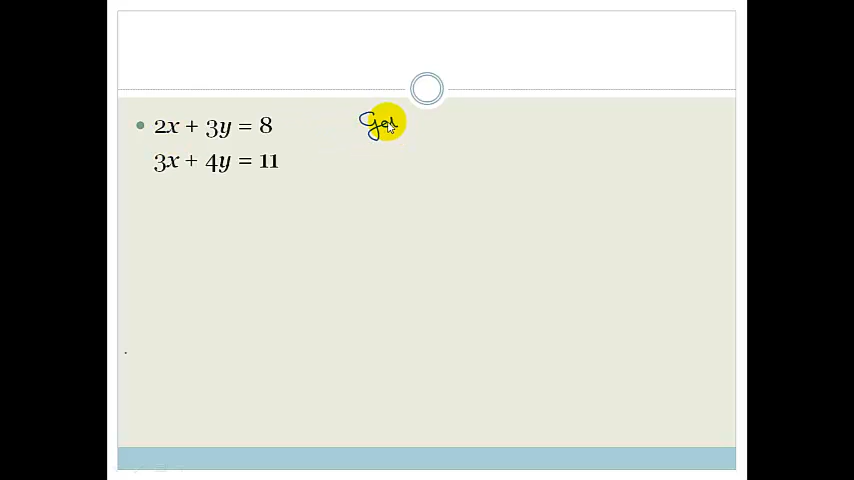 2x + 3y = 8
3x + 4y = 11